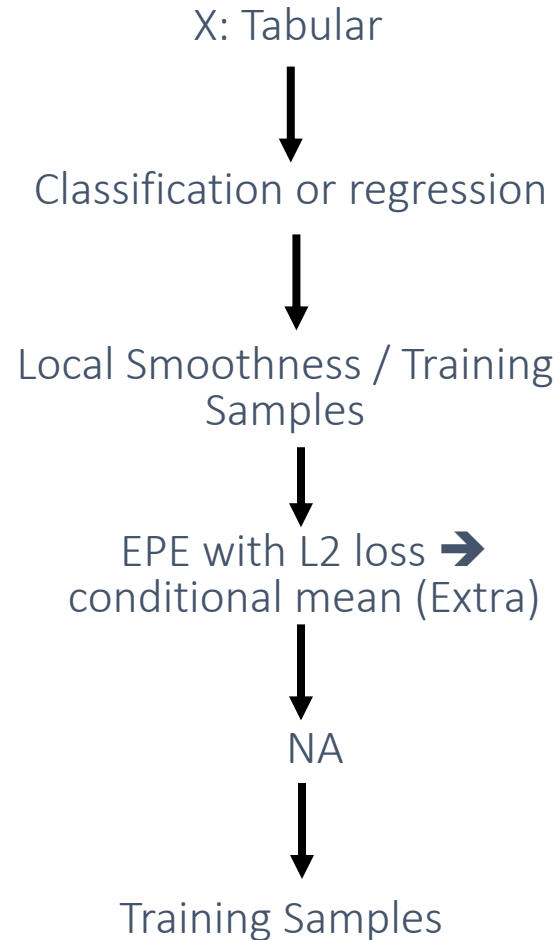 X: Tabular
Classification or regression
Local Smoothness / Training
Samples
EPE with L2 loss ➔
conditional mean (Extra)
NA
Training Samples